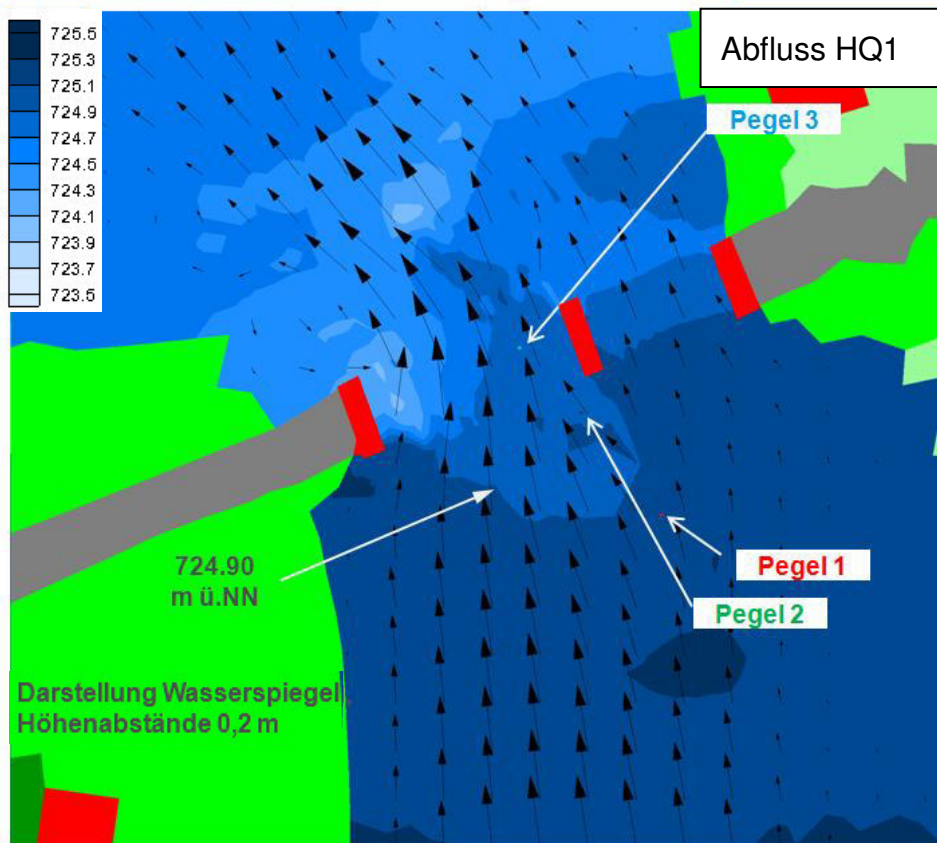 Abfluss HQ1
725.5
725.3
725.1
724.9
724.7
724.5
724.3
724.1
723.9
723.7
723.5
Pegel 3
724.90
m ü.NN
Pegel 1
Pegel 2
Darstellung Wasserspiegel
Höhenabstände 0,2 m